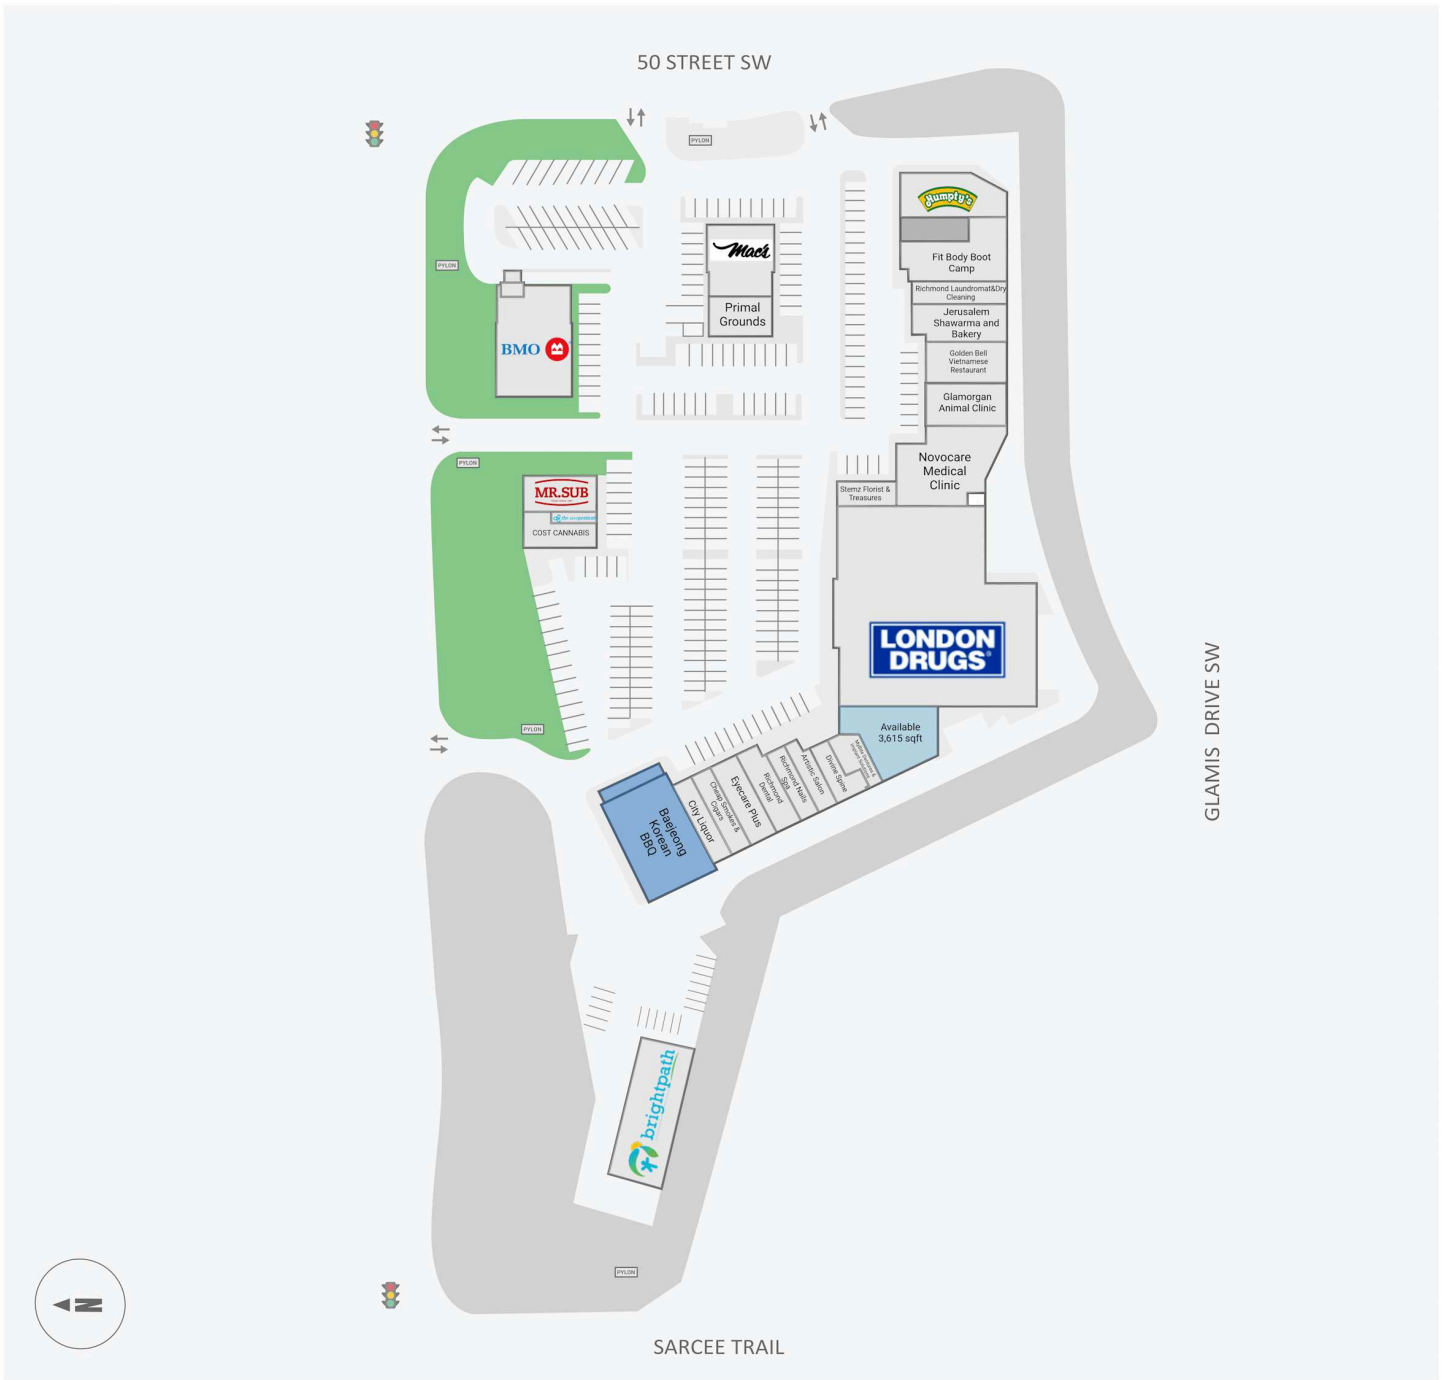 50 STREET SW
PYLON
Humpty's
Mac's
Fit Body Boot
Camp
PYLON
Richmond Laundromat&Dry
Cleaning
Primal
Grounds
Jerusalem
Shawarma and
Bakery
BMO
Golden Bell
Vietnamese
Restaurant
Glamorgan
Animal Clinic
PYLON
Novocare
Medical
Clinic
MR.SUB
Stemz Florist &
Treasures
COST CANNABIS
LONDON
DRUGS
GLAMIS DRIVE SW
PYLON
Available
3,615 sqft
Divine Spine
Artistic Salon
Richmond Nails
Spa
Richmond
Dental
Eyecare Plus
Cheap Smokes &
Cigars
City Liquor
Baejeong
Korean
BBQ
brightpath
PYLON
N
SARCEE TRAIL